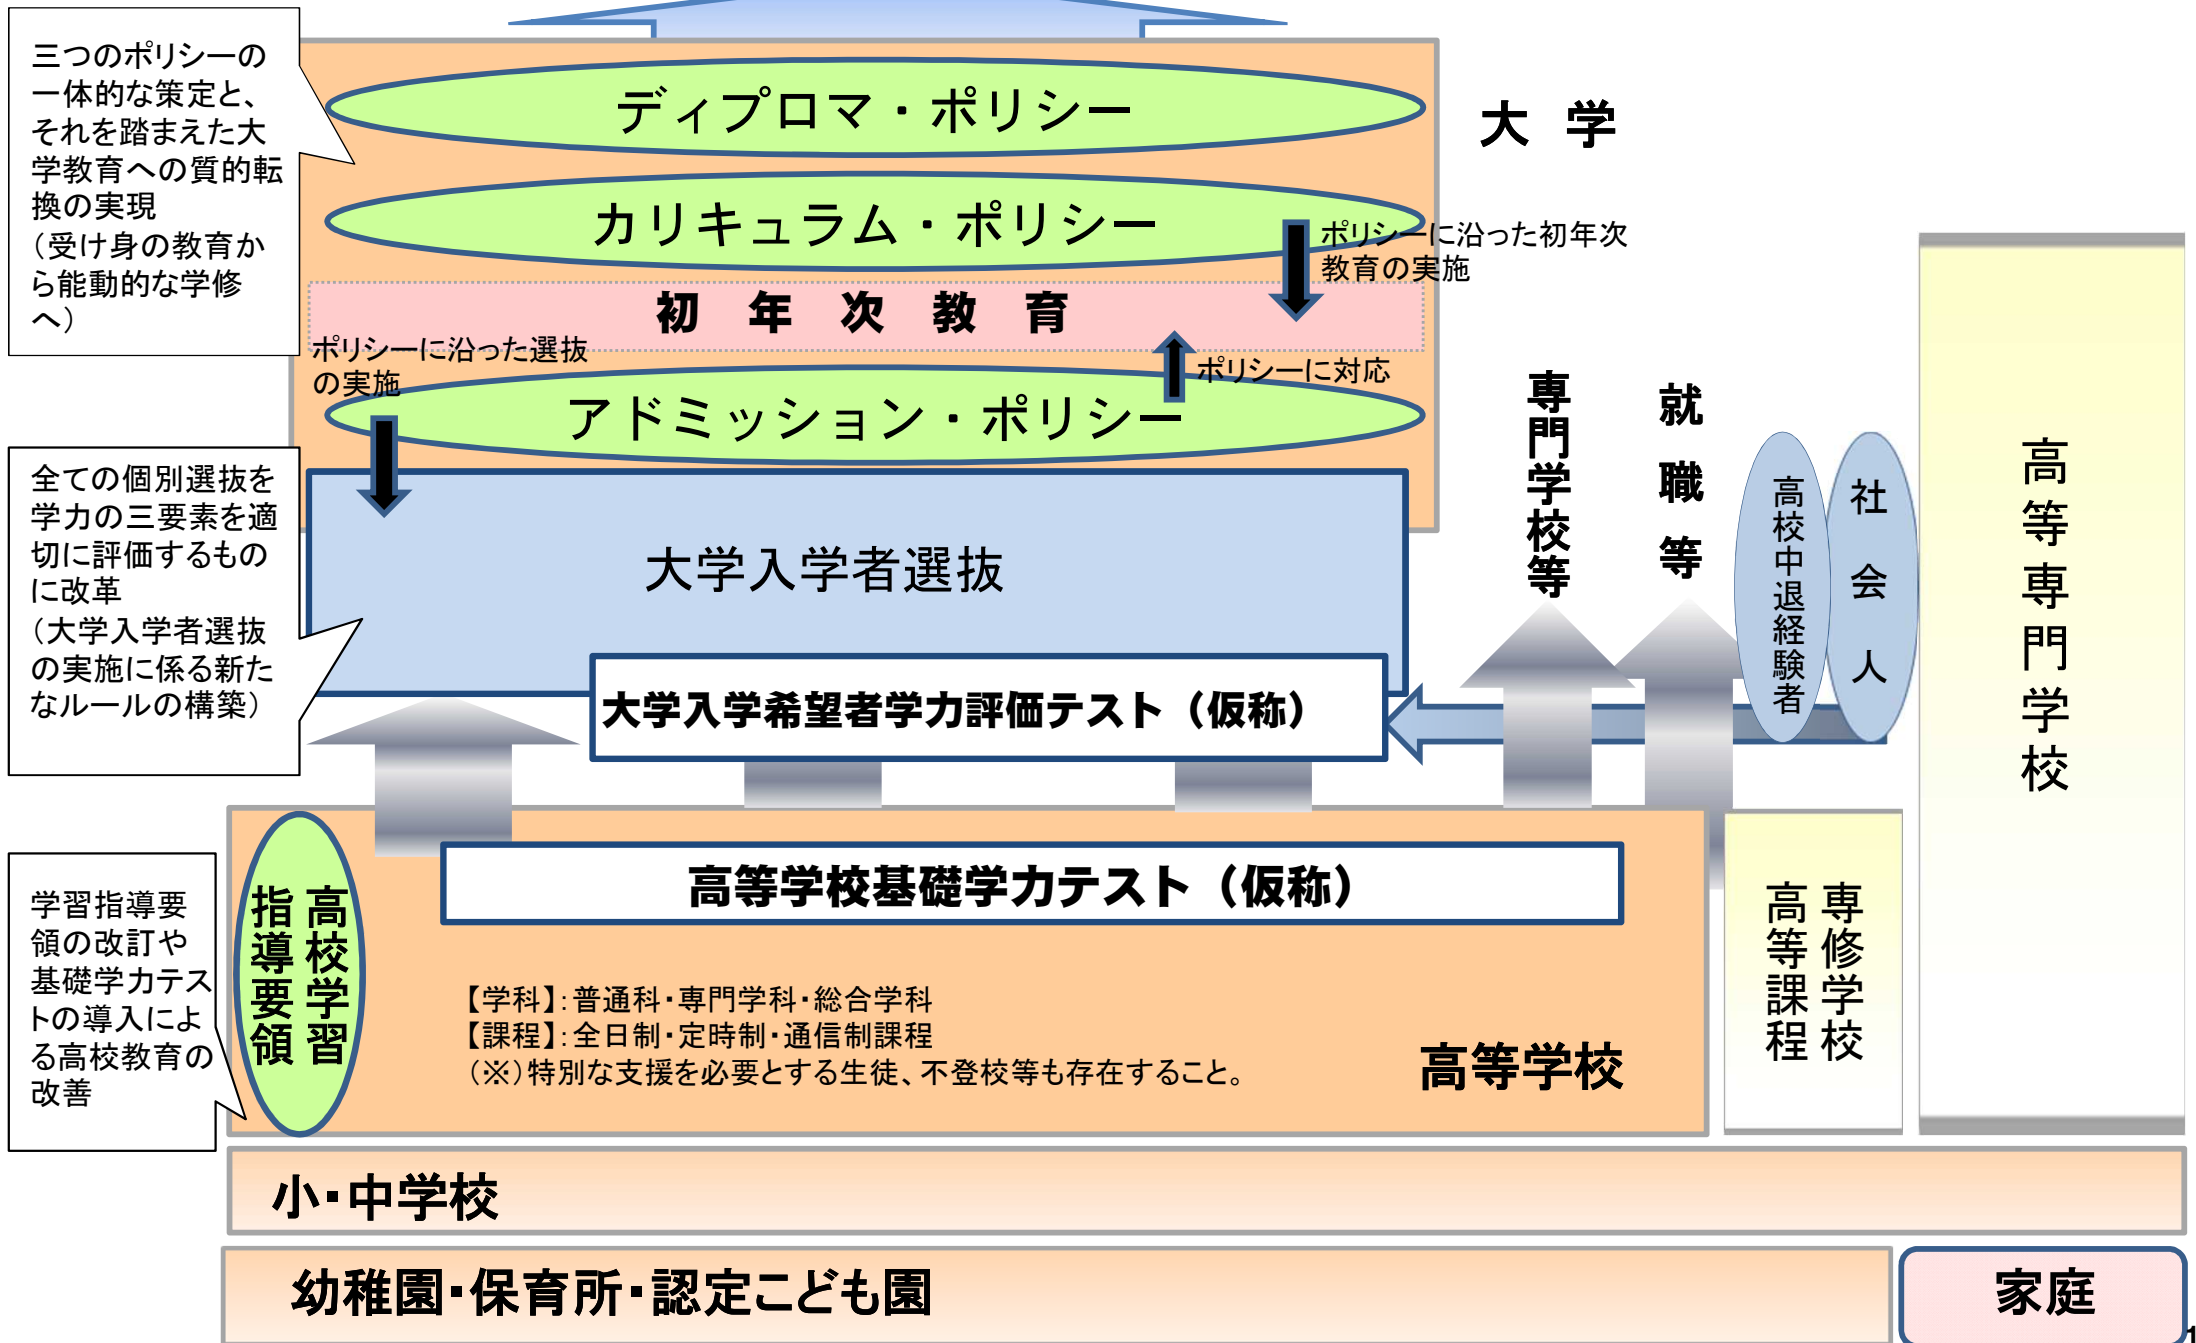 三つのポリシーの
一体的な策定と、
それを踏まえた大
学教育への質的転
換の実現
（受け身の教育か
ら能動的な学修
へ）
ディプロマ・ポリシー
大 学
カリキュラム・ポリシー
ポリシーに沿った初年次
教育の実施
初 年 次 教 育
ポリシーに沿った選抜
の実施
ポリシーに対応
アドミッション・ポリシー
全ての個別選抜を
学力の三要素を適
切に評価するもの
に改革
（大学入学者選抜
の実施に係る新た
なルールの構築）
大学入学者選抜
大学入学希望者学力評価テスト（仮称）
専門学校等
就職等
高校中退経験者
社会人
高等専門学校
学習指導要
領の改訂や
基礎学力テス
トの導入によ
る高校教育の
改善
高校学習
指導要領
高等学校基礎学力テスト（仮称）
【学科】：普通科・専門学科・総合学科
【課程】：全日制・定時制・通信制課程
（※）特別な支援を必要とする生徒、不登校等も存在すること。
高等学校
専修学校
高等課程
小・中学校
幼稚園・保育所・認定こども園
家庭
1